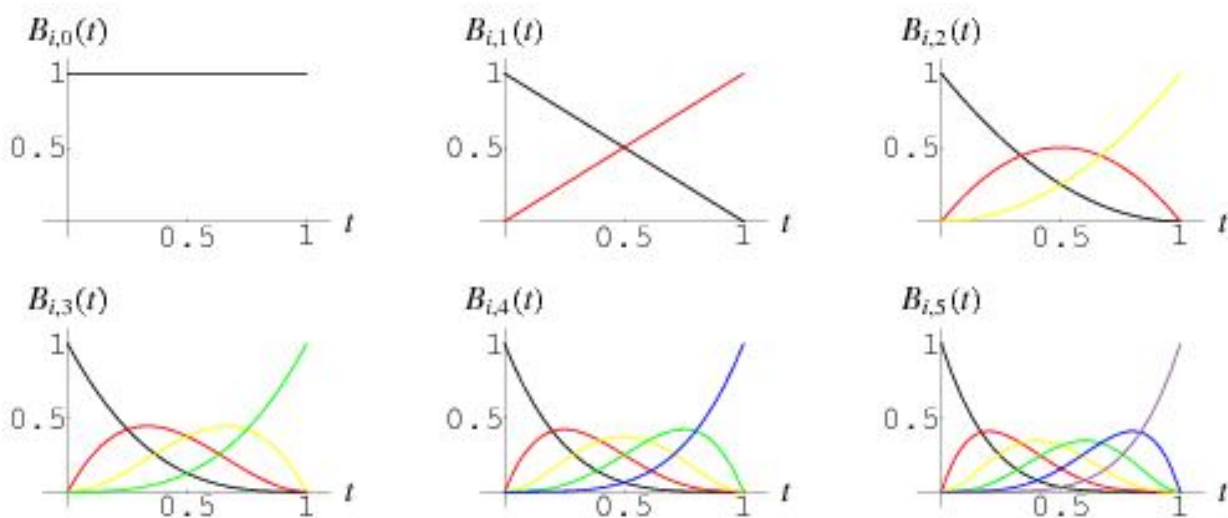 B_{i,0}(t) B_{i,1}(t) B_{i,2}(t)
1 1 1
0.5 0.5 0.5
0.5 1 t 0.5 1 t 0.5 1 t
B_{i,3}(t) B_{i,4}(t) B_{i,5}(t)
1 1 1
0.5 0.5 0.5
0.5 1 t 0.5 1 t 0.5 1 t